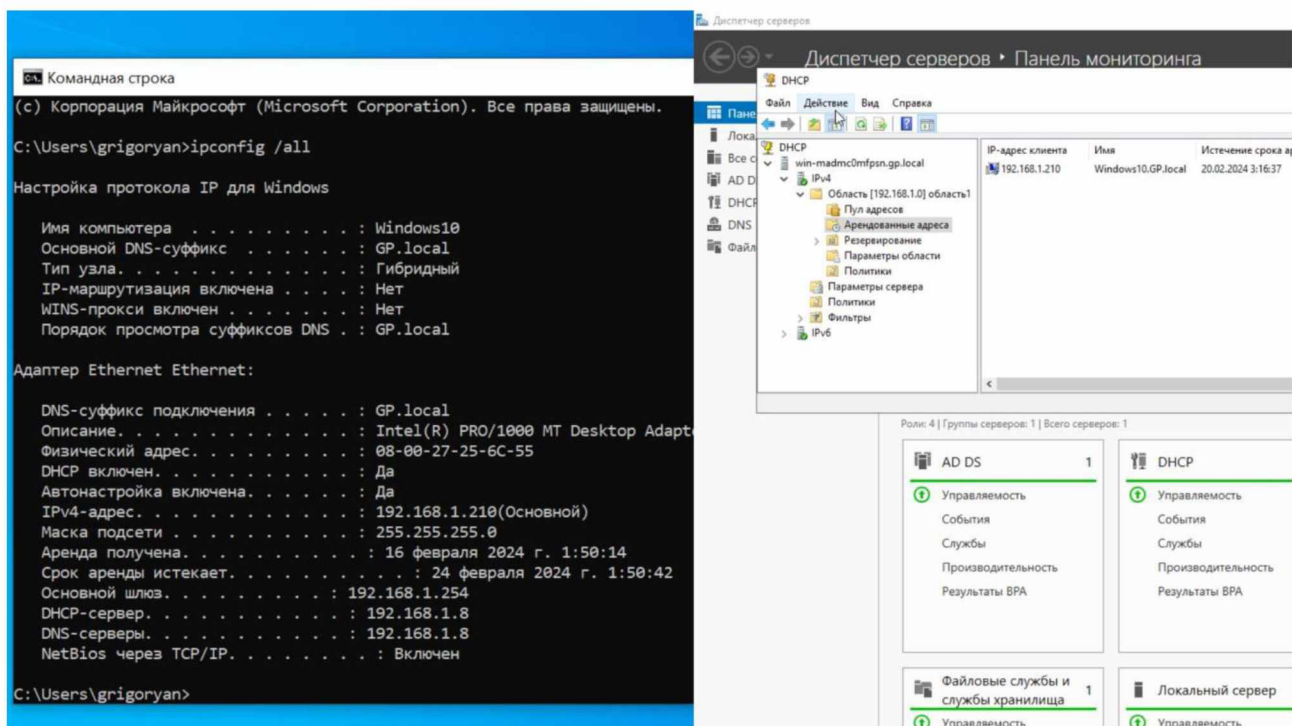 Командная строка
(c) Корпорация Майкрософт (Microsoft Corporation). Все права защищены.
C:\Users\grigoryan>ipconfig /all
Настройка протокола IP для Windows
Имя компьютера . . . . . . . . . : Windows10
Основной DNS-суффикс . . . . . . : GP.local
Тип узла. . . . . . . . . . . . . : Гибридный
IP-маршрутизация включена . . . . : Нет
WINS-прокси включен . . . . . . . : Нет
Порядок просмотра суффиксов DNS . : GP.local
Адаптер Ethernet Ethernet:
DNS-суффикс подключения . . . . . : GP.local
Описание. . . . . . . . . . . . . : Intel(R) PRO/1000 MT Desktop Adapt
Физический адрес. . . . . . . . . : 08-00-27-25-6C-55
DHCP включен. . . . . . . . . . . : Да
Автонастройка включена. . . . . . : Да
IPv4-адрес. . . . . . . . . . . . : 192.168.1.210(Основной)
Маска подсети . . . . . . . . . . : 255.255.255.0
Аренда получена. . . . . . . . . . : 16 февраля 2024 г. 1:50:14
Срок аренды истекает. . . . . . . . . . : 24 февраля 2024 г. 1:50:42
Основной шлюз. . . . . . . . . : 192.168.1.254
DHCP-сервер. . . . . . . . . . . : 192.168.1.8
DNS-серверы. . . . . . . . . . . : 192.168.1.8
NetBios через TCP/IP. . . . . . . . : Включен
C:\Users\grigoryan>
Диспетчер серверов
Диспетчер серверов
Панель мониторинга
DHCP
Файл Действие Вид Справка
Пане
Лока
Все с
AD D
DHCP
DNS
Файл
DHCP
win-madmc0mfpsn.gp.local
IPv4
Область [192.168.1.0] область1
Пул адресов
Арендованные адреса
Резервирование
Параметры области
Политики
Параметры сервера
Политики
Фильтры
IPv6
IP-адрес клиента Имя Истечение срока ар
192.168.1.210 Windows10.GP.local 20.02.2024 3:16:37
Роли: 4 | Группы серверов: 1 | Всего серверов: 1
AD DS 1
Управляемость
События
Службы
Производительность
Результаты BPA
DHCP
Управляемость
События
Службы
Производительность
Результаты BPA
Файловые службы и
службы хранилища 1
Управляемость
Локальный сервер
Управляемость